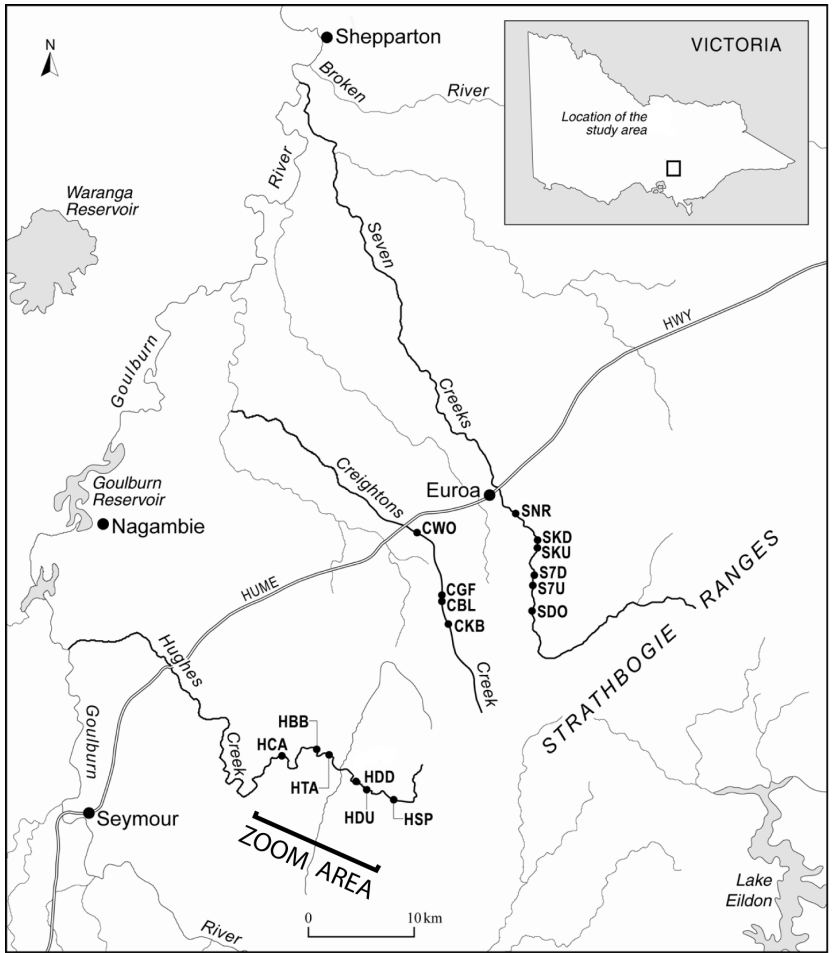 N
Shepparton
VICTORIA
Broken
River
Location of the
study area
River
Waranga
Reservoir
Seven
HWY
Goulburn
Creeks
Creightons
Euroa
Goulburn
Reservoir
Nagambie
SNR
CWO
SKD
SKU
S7D
S7U
HUME
CGF
CBL
SDO
CKB
RANGES
STRATHBOGIE
Hughes
Creek
Goulburn
HBB
HCA
Creek
HTA
HDD
HDU
HSP
Seymour
ZOOM AREA
Lake
Eildon
0 10 km
River